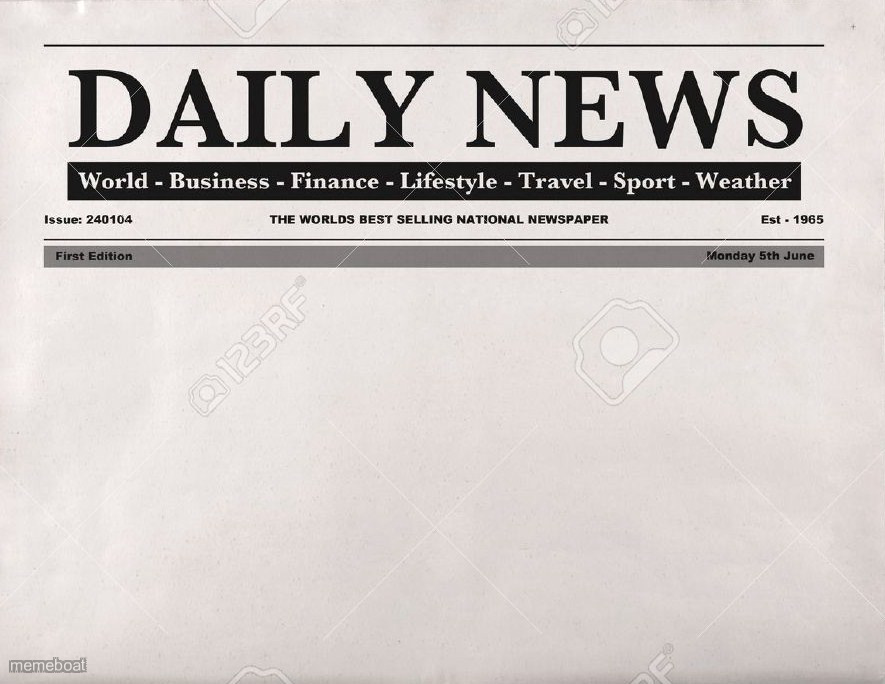 DAILY NEWS
World - Business - Finance - Lifestyle - Travel - Sport - Weather
Issue: 240104 THE WORLDS BEST SELLING NATIONAL NEWSPAPER Est - 1965
First Edition Monday 5th June
123RF
memeboat